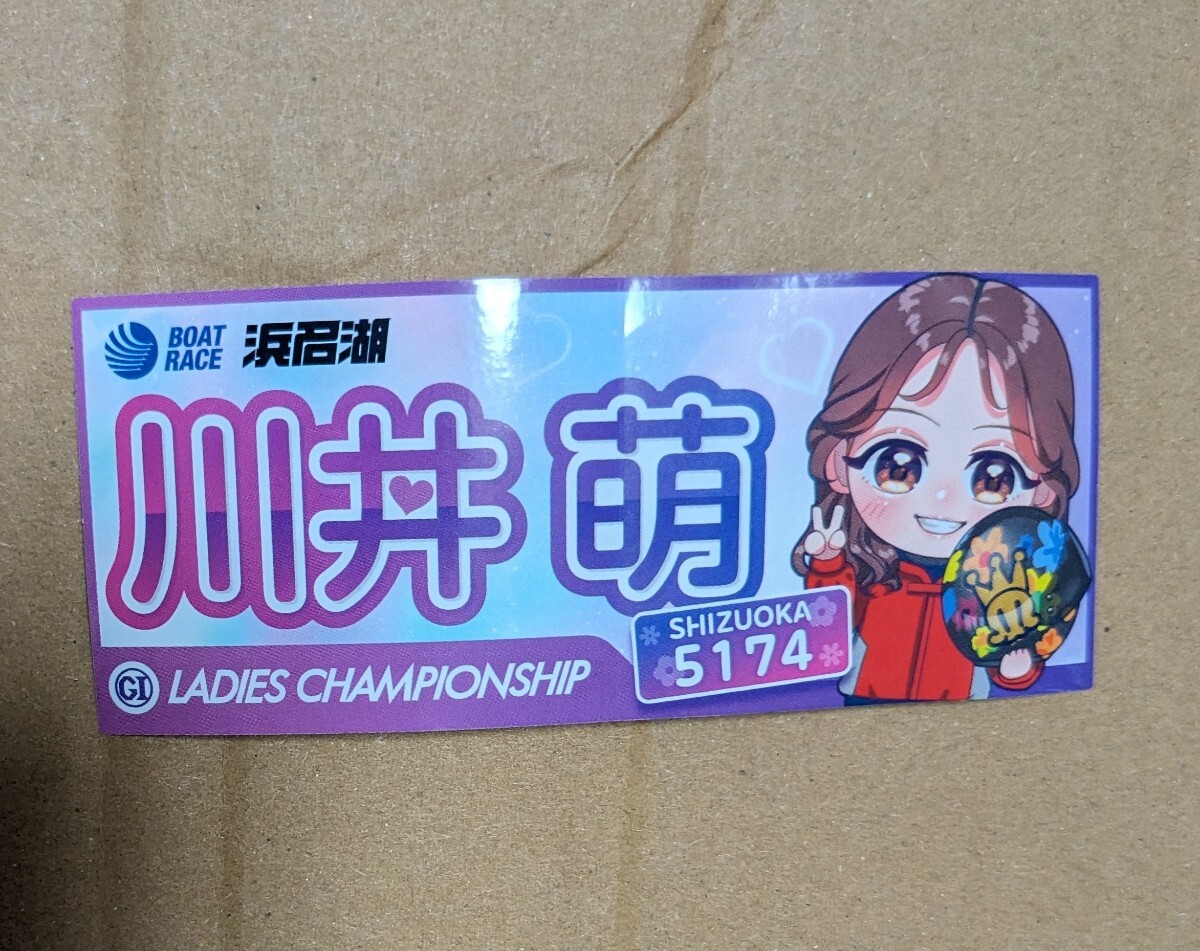 BOAT RACE 浜名湖
川井 萌
SHIZUOKA
5174
GI LADIES CHAMPIONSHIP